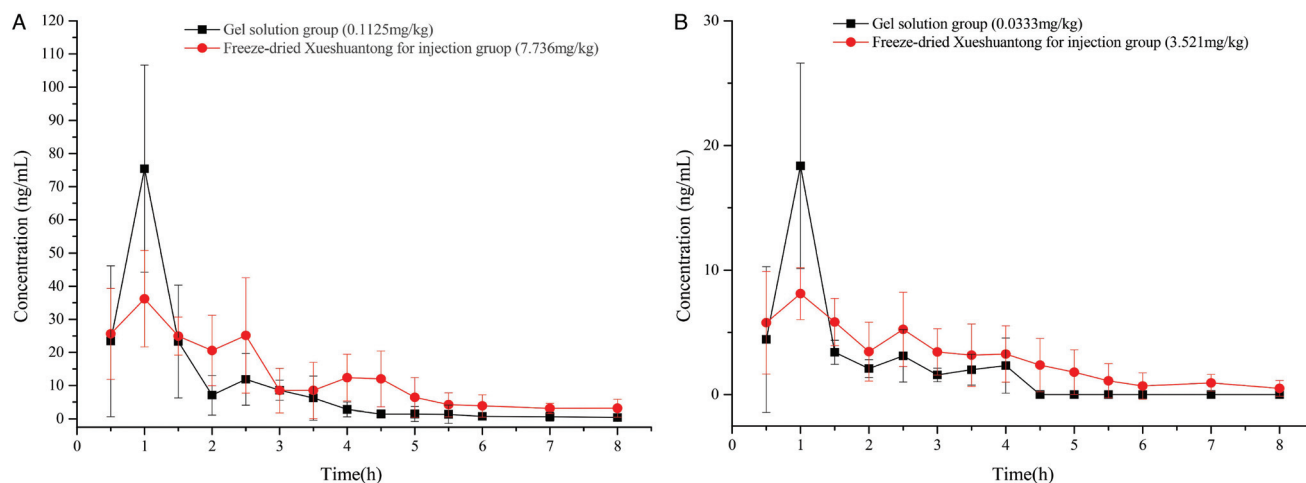 A
Gel solution group (0.1125mg/kg)
Freeze-dried Xueshuantong for injection gruop (7.736mg/kg)
120
110
100
90
80
70
60
50
40
30
20
10
0
Concentration (ng/mL)
0 1 2 3 4 5 6 7 8
Time(h)
B
Gel solution group (0.0333mg/kg)
Freeze-dried Xueshuantong for injection group (3.521mg/kg)
30
20
10
0
Concentration (ng/mL)
0 1 2 3 4 5 6 7 8
Time(h)